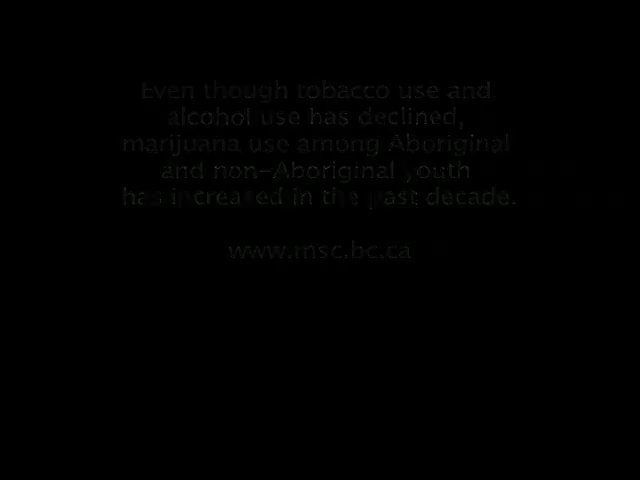 Even though tobacco use and
alcohol use has declined,
marijuana use among Aboriginal
and non-Aboriginal youth
has increased in the past decade.
www.msc.bc.ca